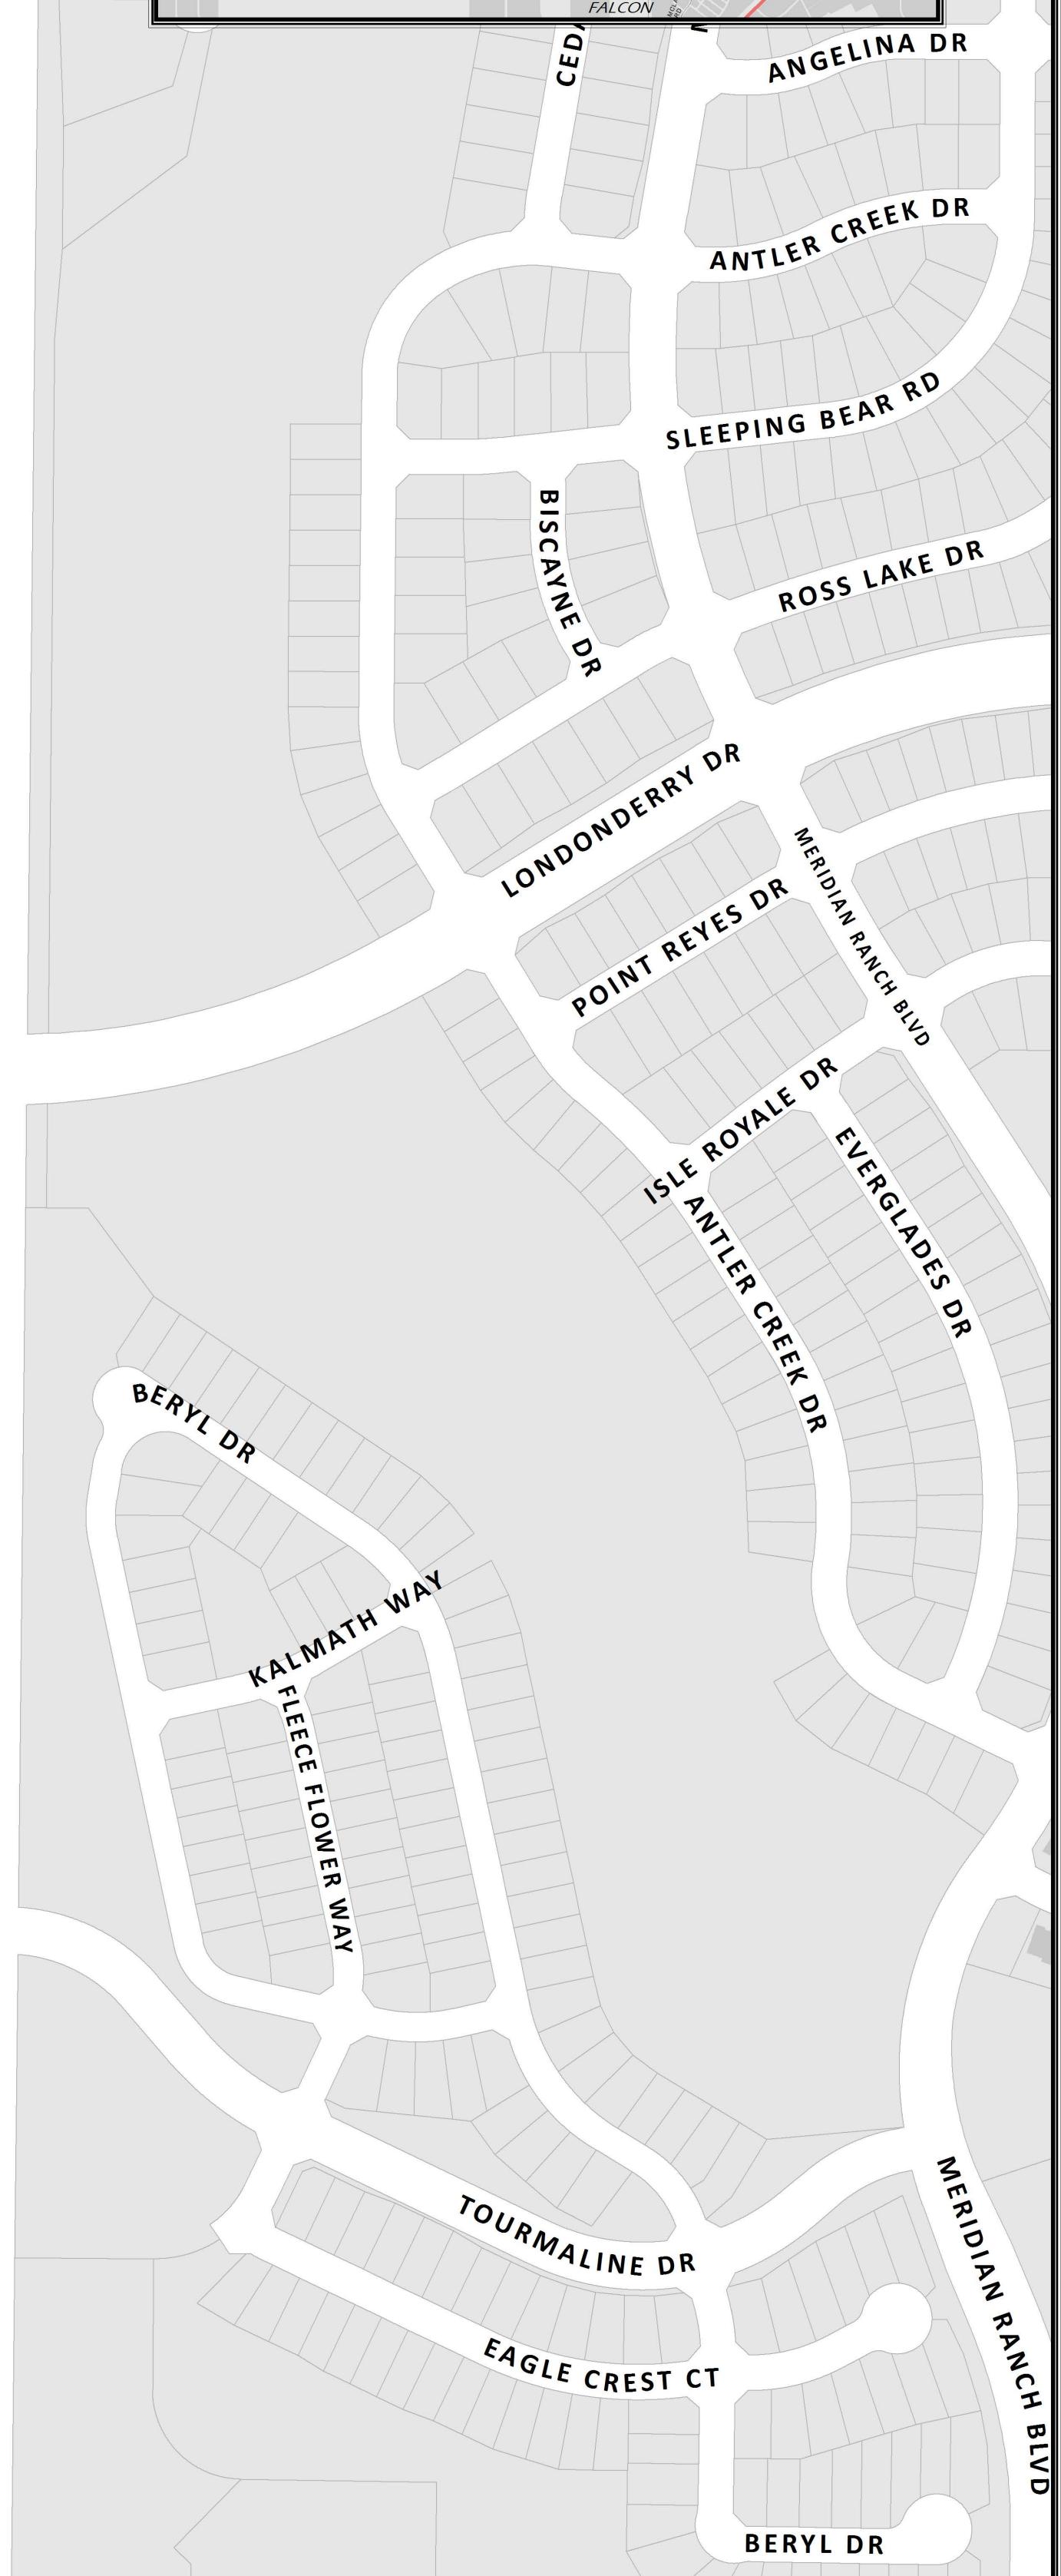 FALCON
ANGELINA DR
ANTLER CREEK DR
SLEEPING BEAR RD
BISCAYNE DR
ROSS LAKE DR
LONDONDERRY DR
MERIDIAN RANCH BLVD
POINT REYES DR
ISLE ROYALE DR
EVERGLADES DR
ANTLER CREEK DR
BERYL DR
KALMATH WAY
FLEECE FLOWER WAY
TOURMALINE DR
MERIDIAN RANCH BLVD
EAGLE CREST CT
BERYL DR